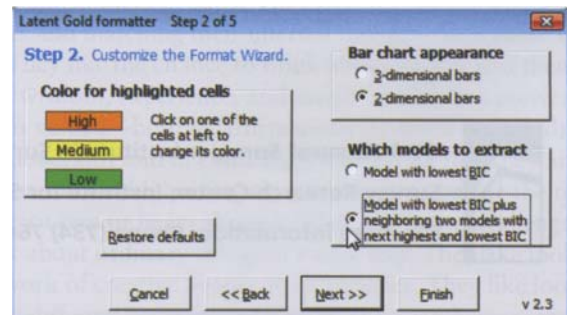 Latent Gold formatter Step 2 of 5
Step 2. Customize the Format Wizard.
Color for highlighted cells
High
Medium
Low
Click on one of the
cells at left to
change its color.
Restore defaults
Bar chart appearance
3-dimensional bars
2-dimensional bars
Which models to extract
Model with lowest BIC
Model with lowest BIC plus
neighboring two models with
next highest and lowest BIC
Cancel
<< Back
Next >>
Finish
v 2.3